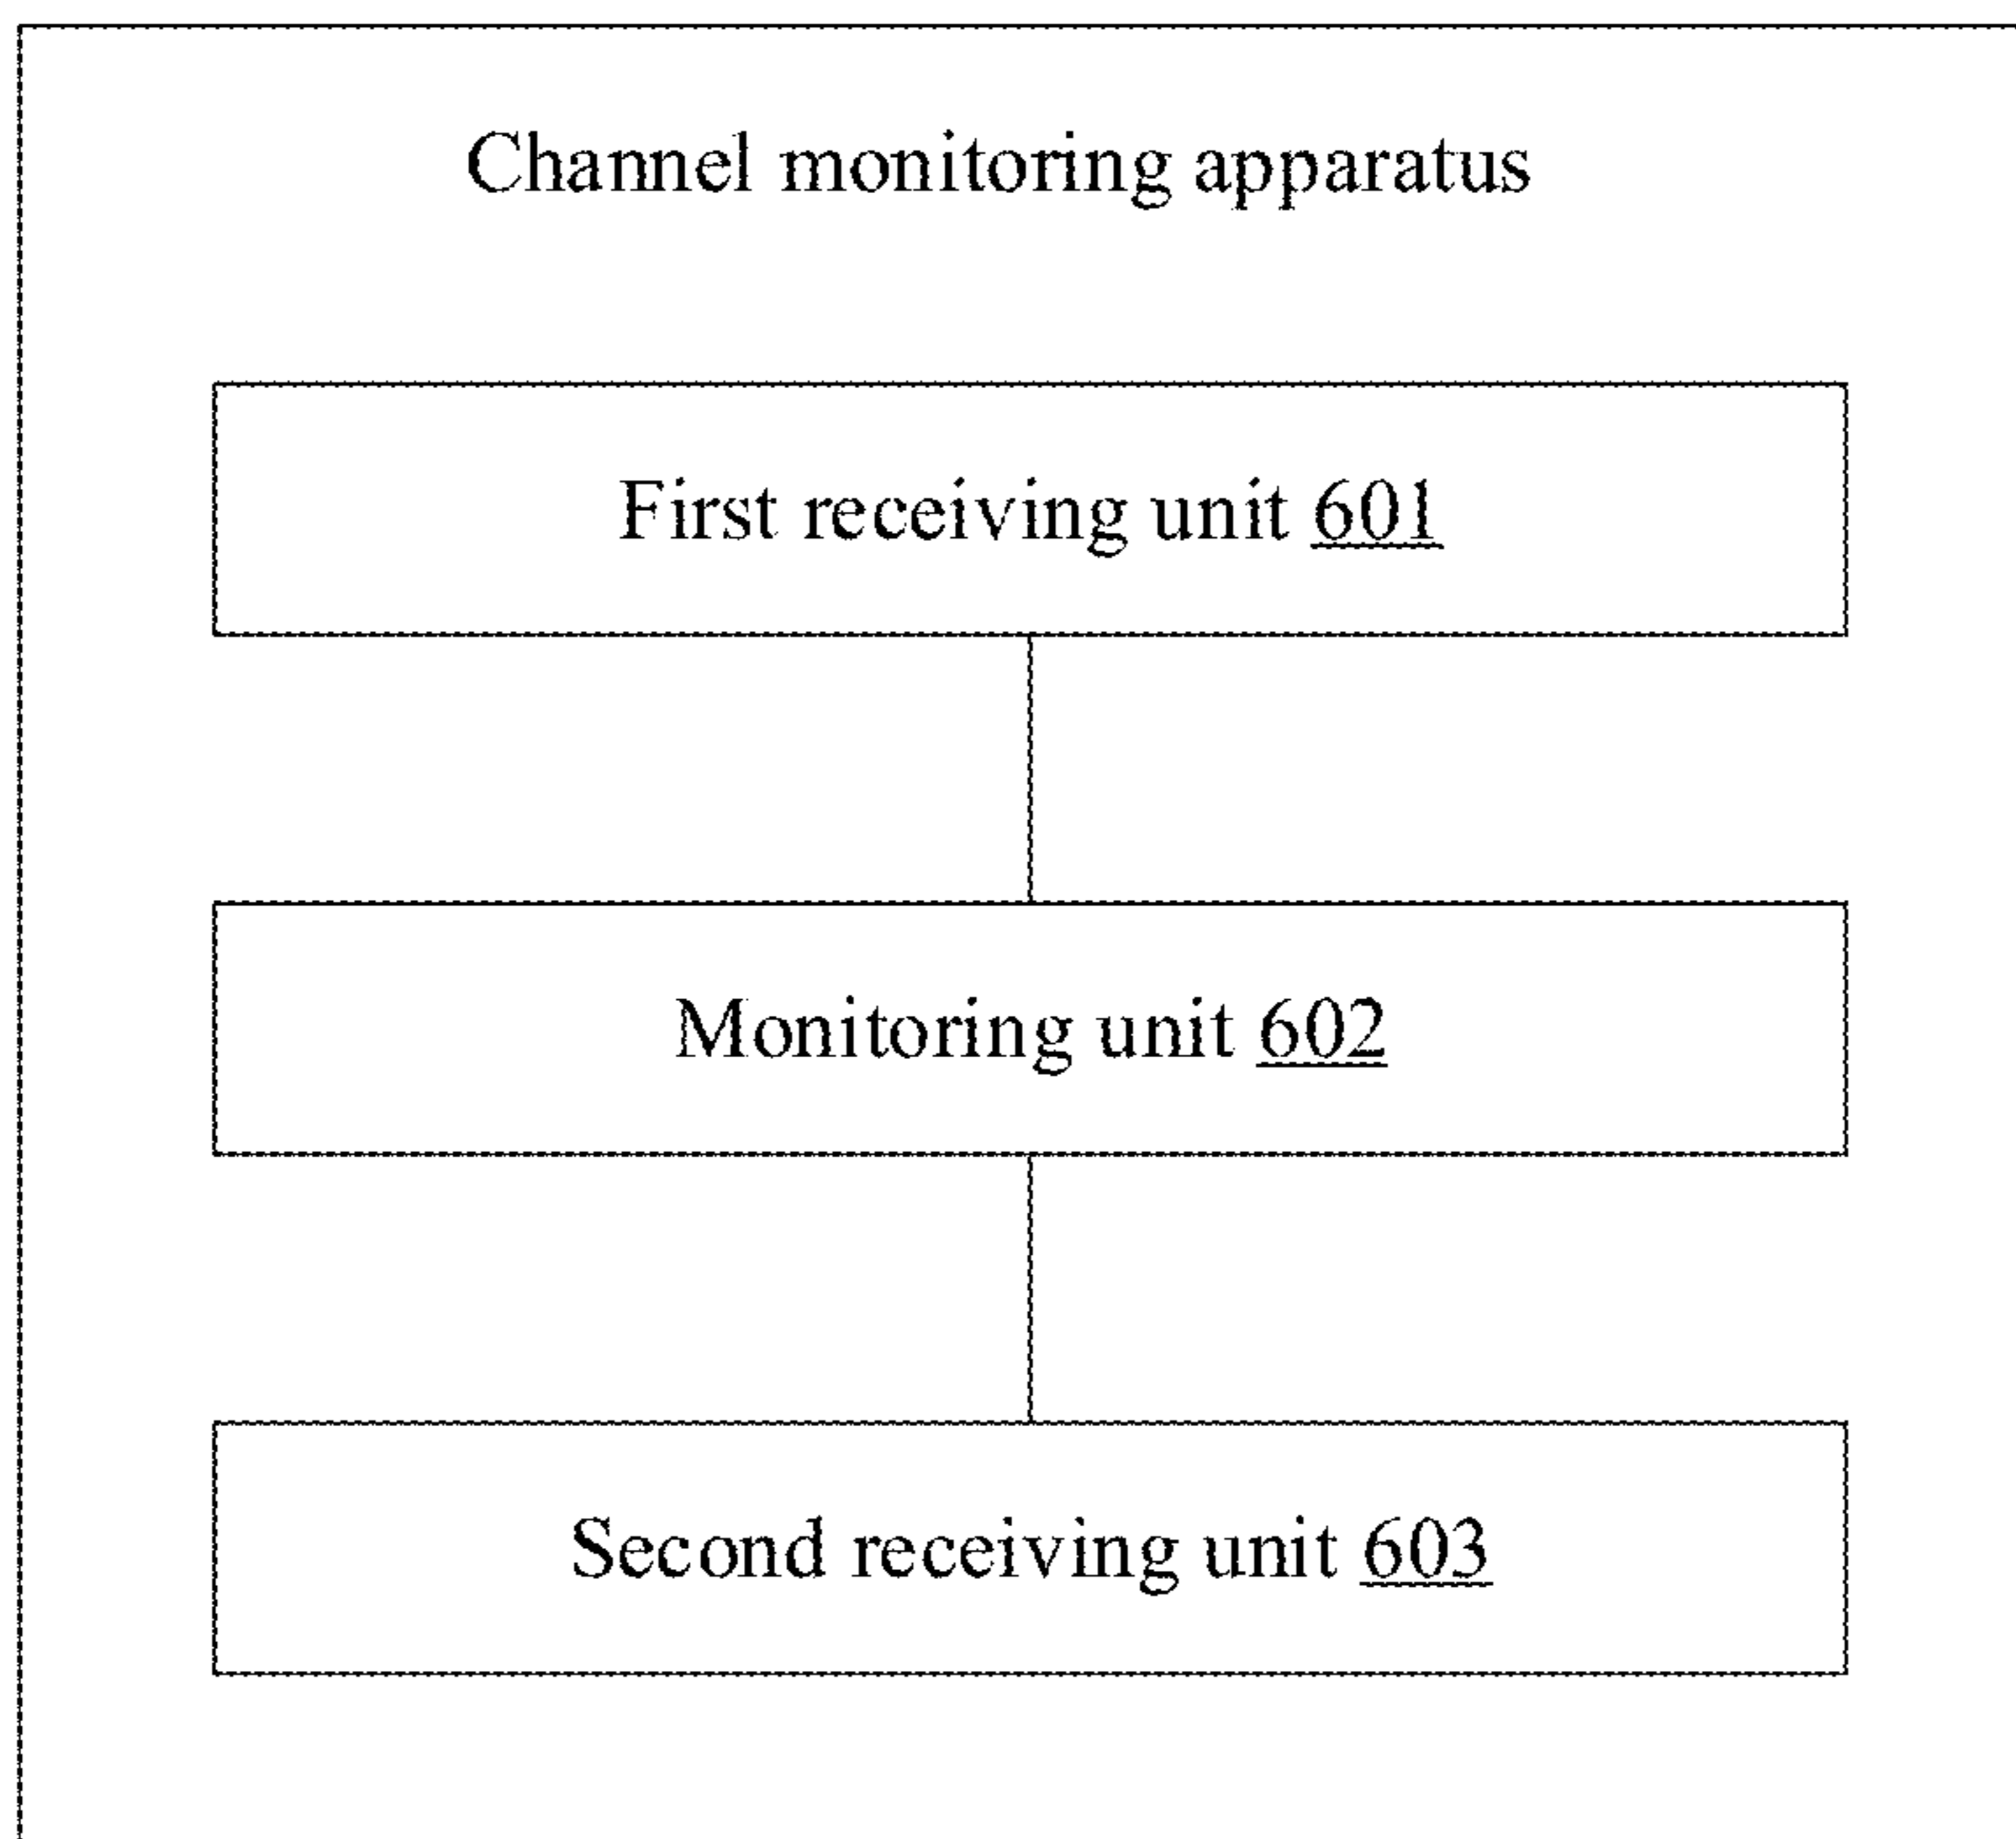 Channel monitoring apparatus
First receiving unit 601
Monitoring unit 602
Second receiving unit 603